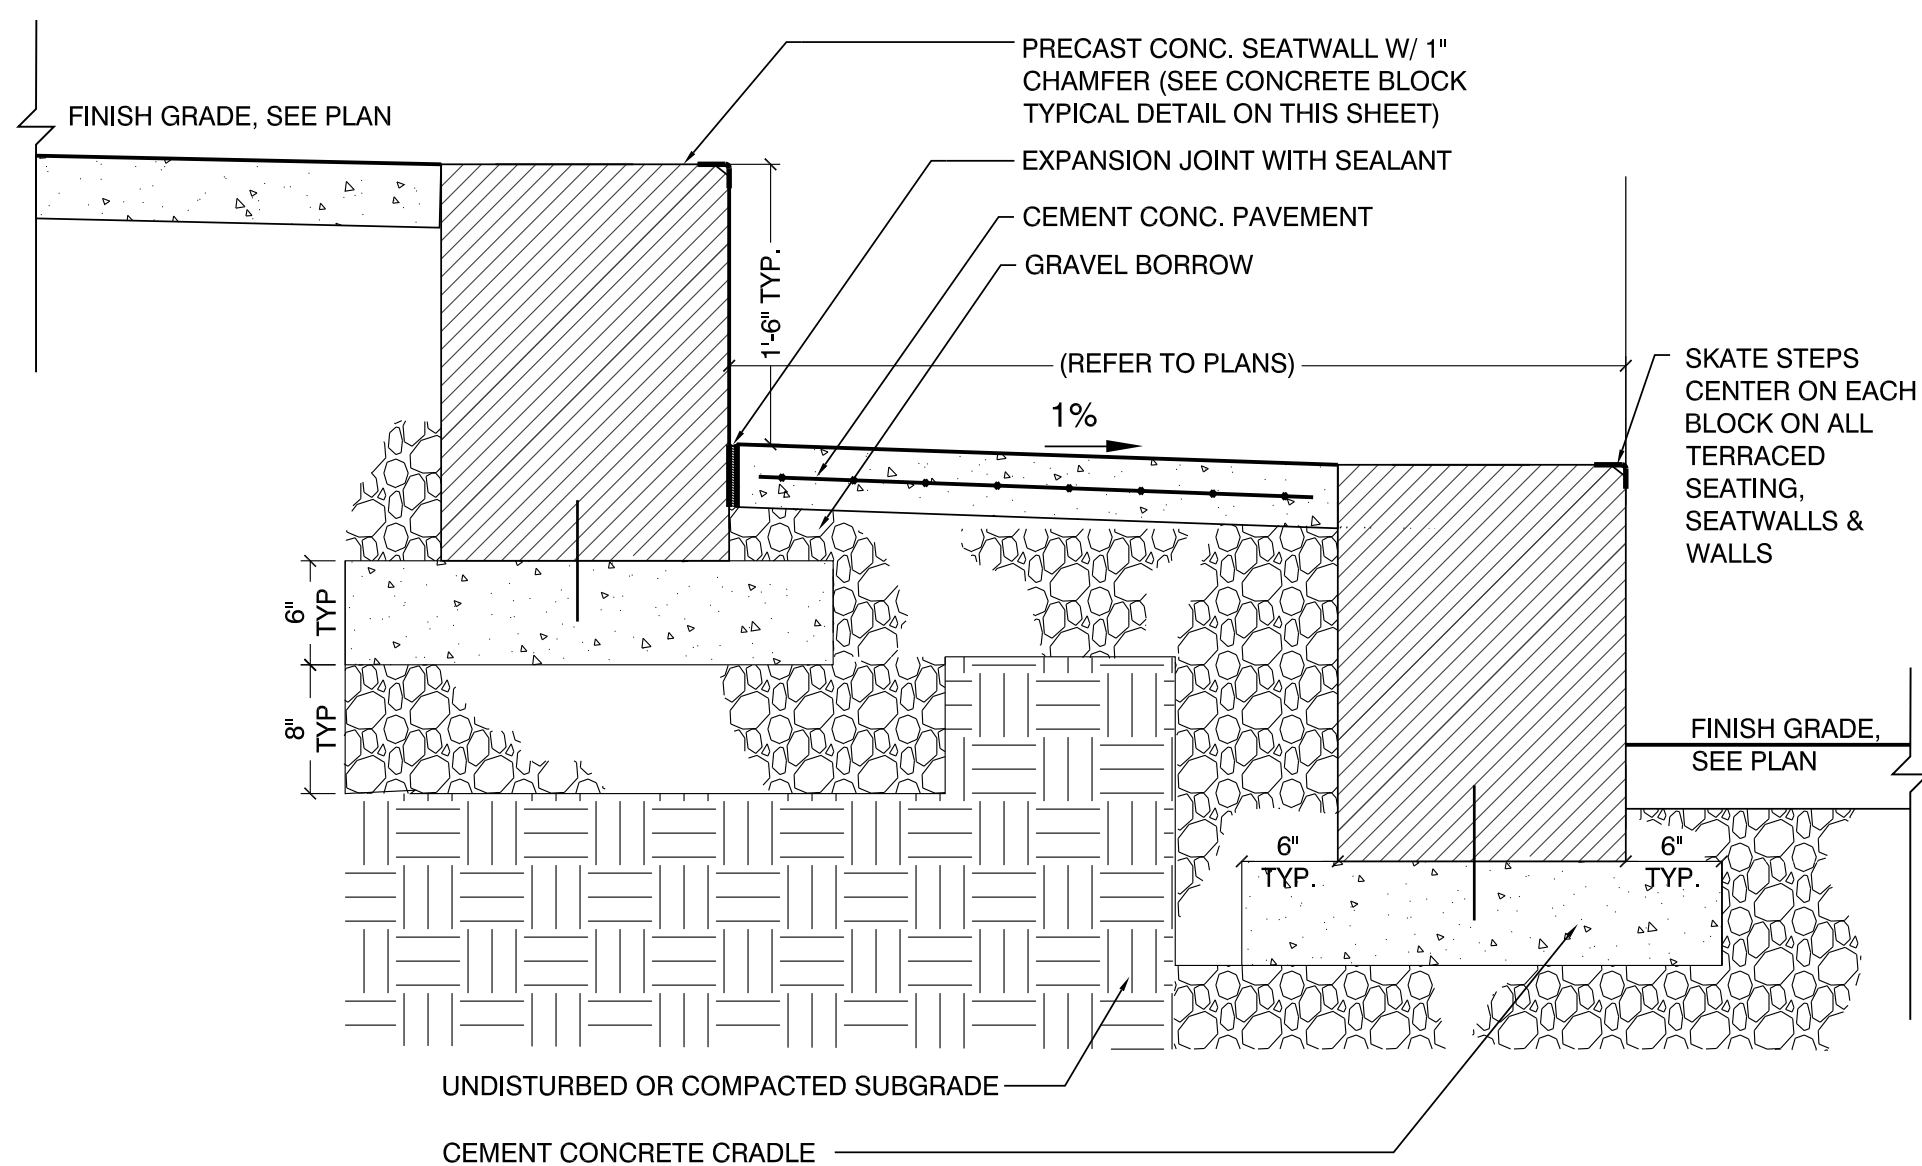 PRECAST CONC. SEATWALL W/ 1"
CHAMFER (SEE CONCRETE BLOCK
TYPICAL DETAIL ON THIS SHEET)
FINISH GRADE, SEE PLAN
EXPANSION JOINT WITH SEALANT
CEMENT CONC. PAVEMENT
GRAVEL BORROW
1'-6" TYP.
(REFER TO PLANS)
1%
SKATE STEPS
CENTER ON EACH
BLOCK ON ALL
TERRACED
SEATING,
SEATWALLS &
WALLS
6"
TYP
8"
TYP
FINISH GRADE,
SEE PLAN
6"
TYP.
6"
TYP.
UNDISTURBED OR COMPACTED SUBGRADE
CEMENT CONCRETE CRADLE